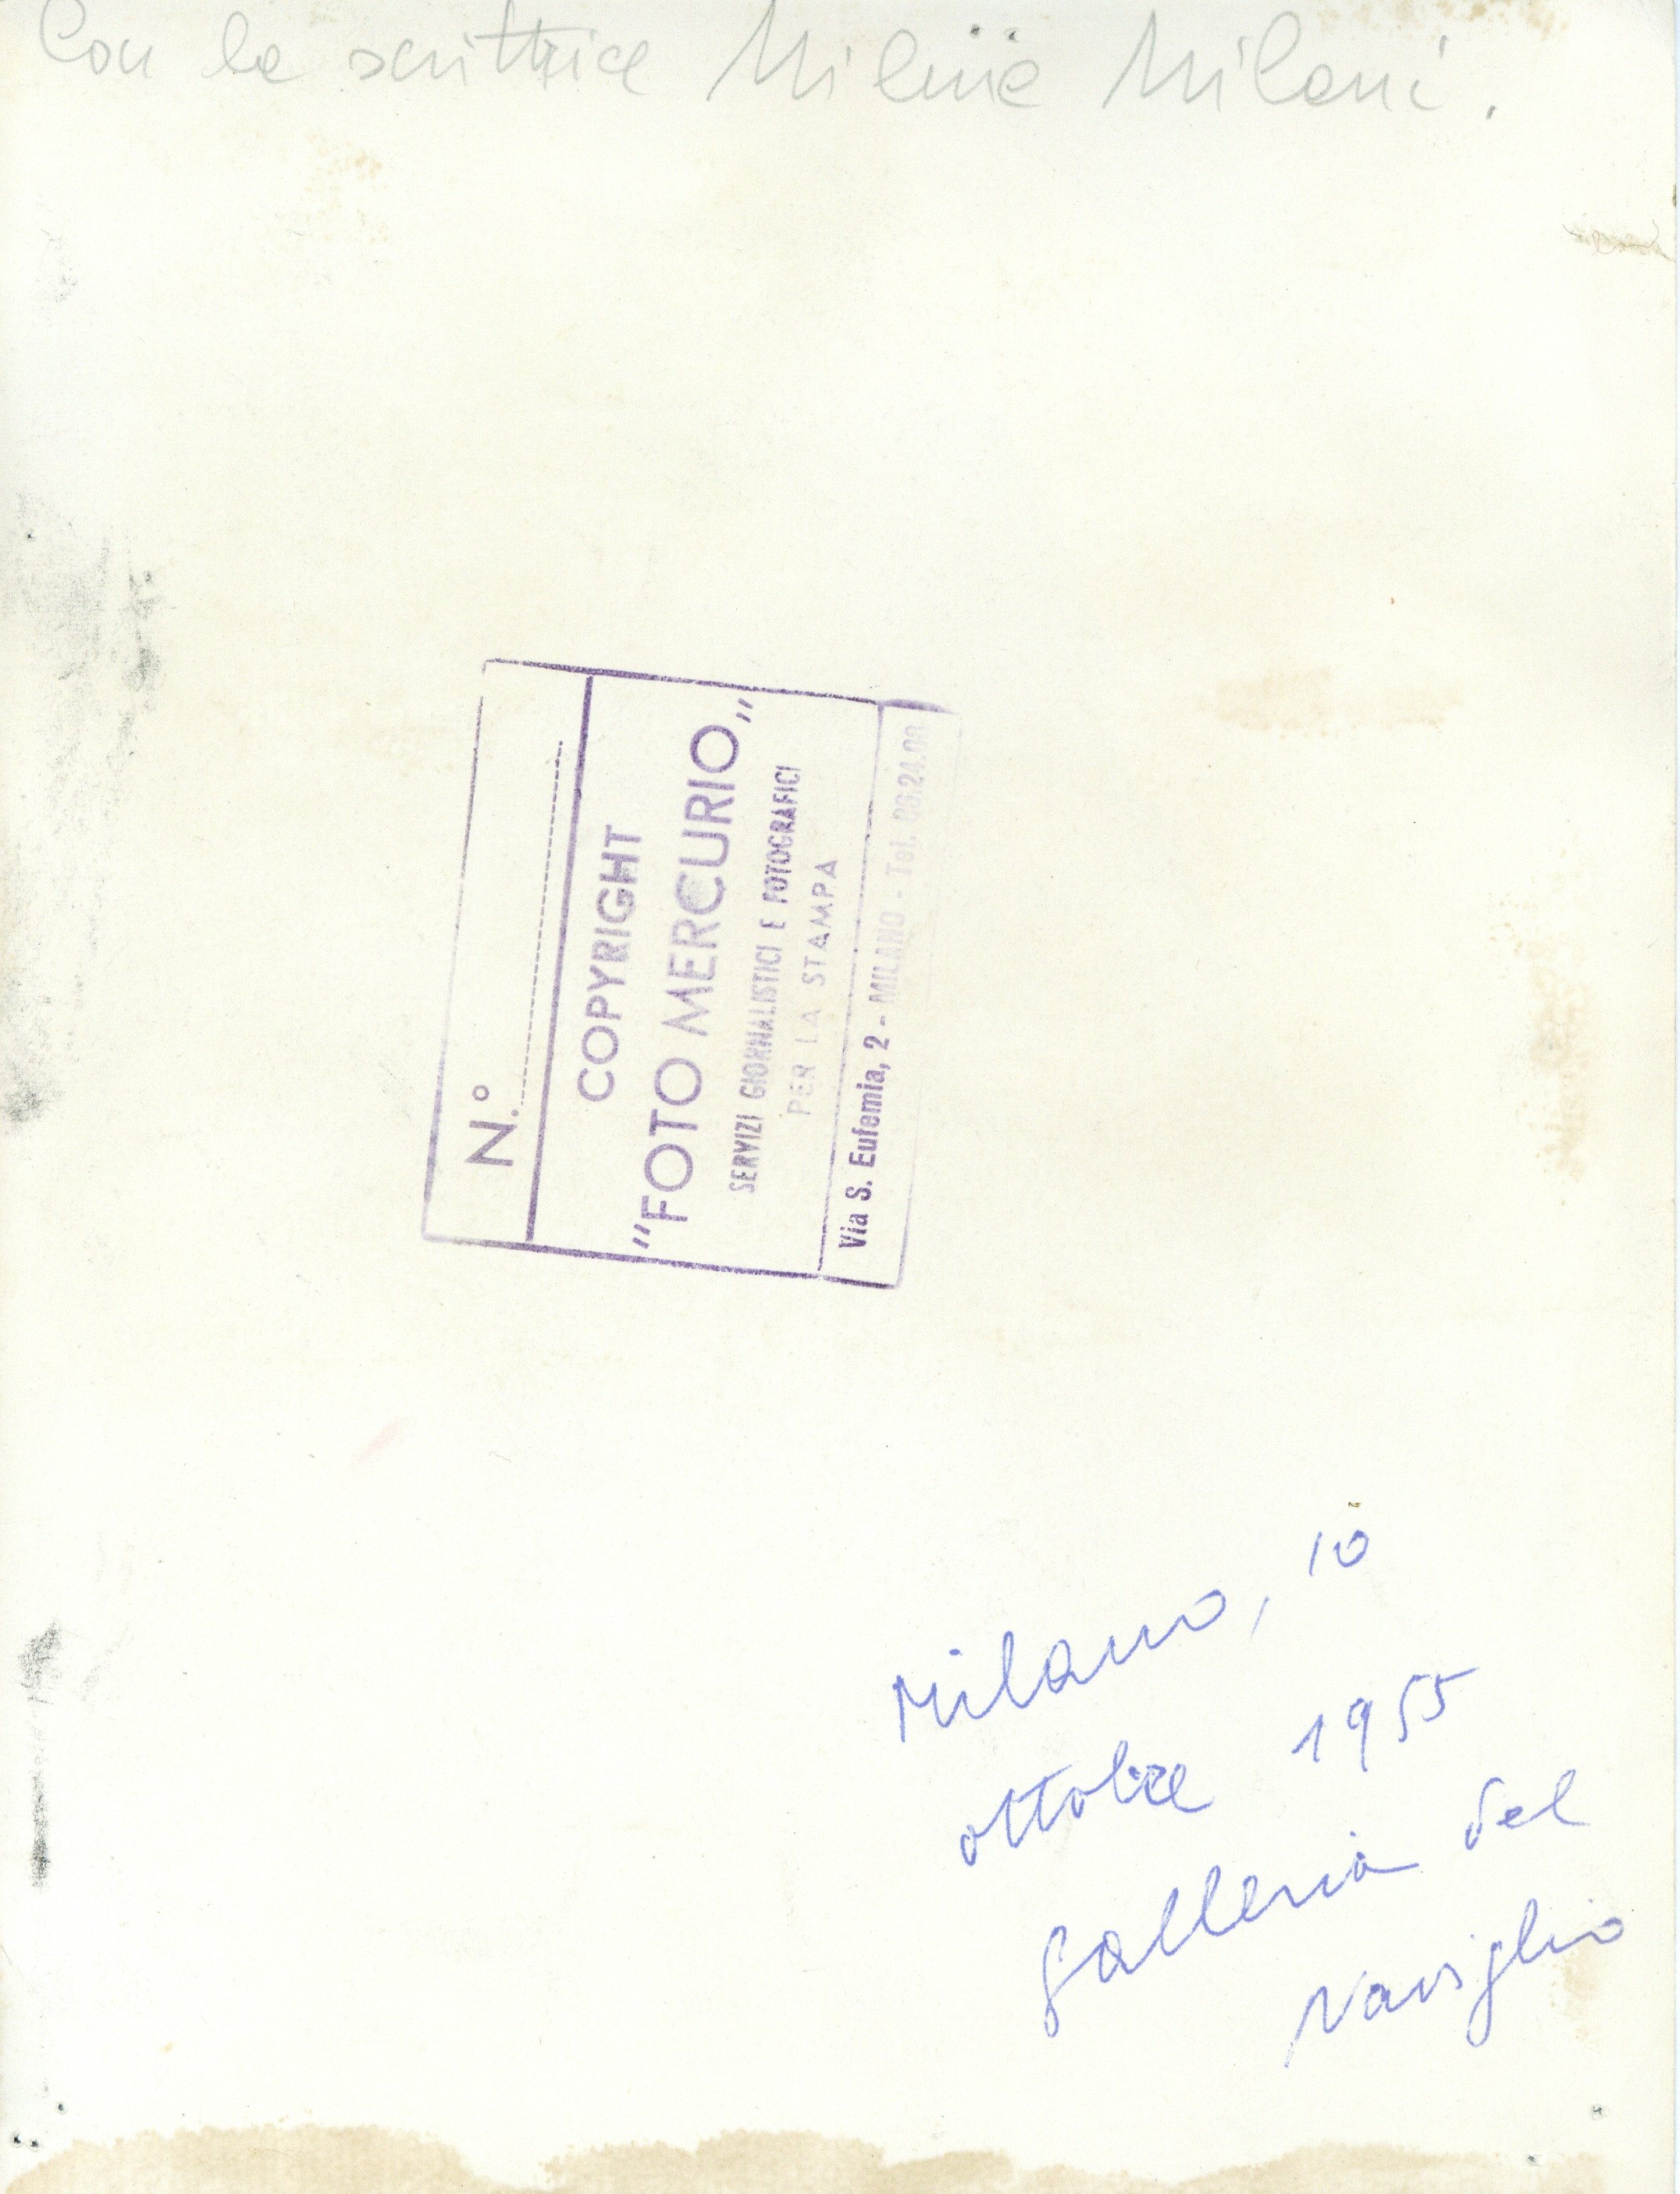 Con la scrittrice Milena Milani.
N.°
COPYRIGHT
"FOTO MERCURIO„
SERVIZI GIORNALISTICI E FOTOGRAFICI
PER LA STAMPA
Via S. Eufemia, 2 - MILANO - Tel. 08.24.08
Milano, 10
ottobre 1955
Galleria del
Naviglio